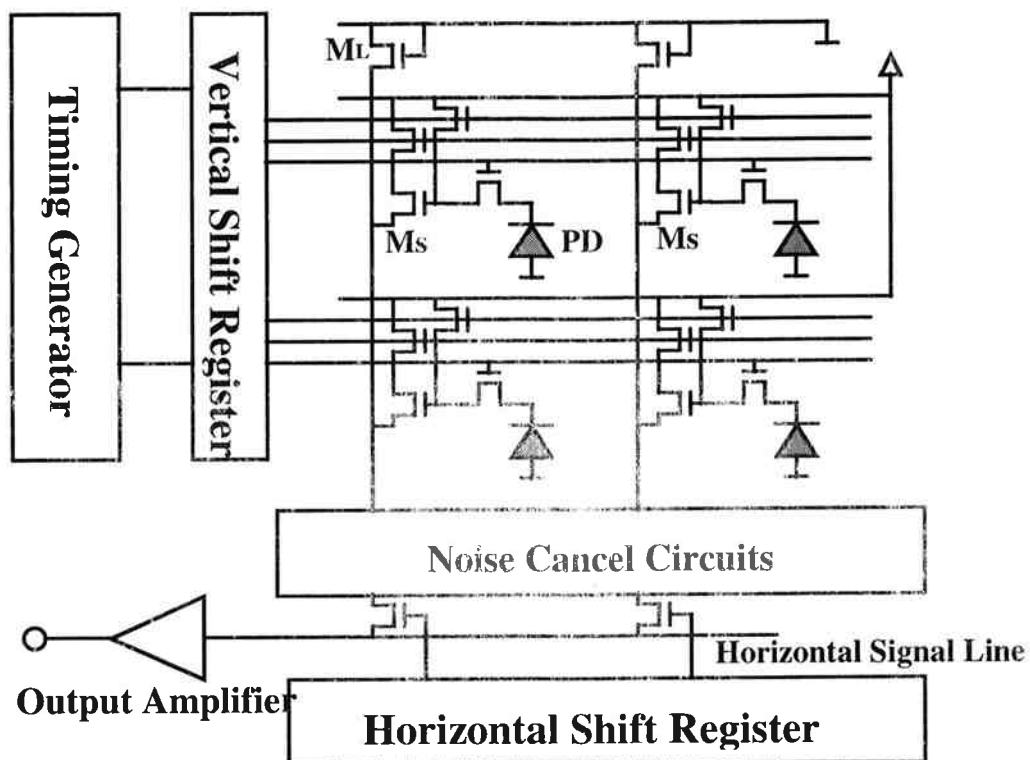 Timing Generator
Vertical Shift Register
ML
Ms
PD
Ms
Noise Cancel Circuits
Horizontal Signal Line
Output Amplifier
Horizontal Shift Register